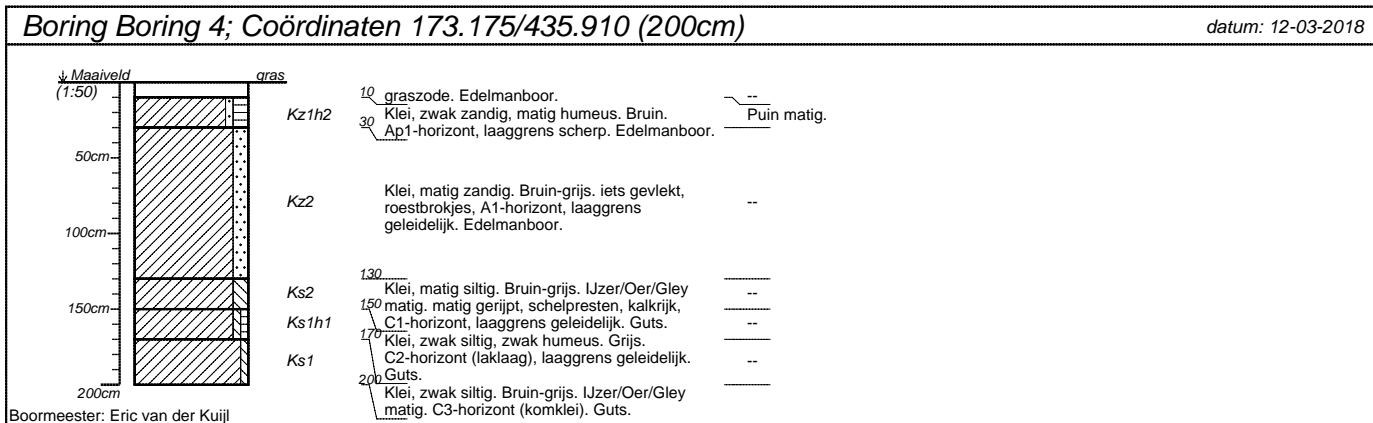 Boring Boring 4; Coördinaten 173.175/435.910 (200cm)
datum: 12-03-2018
Maaiveld
gras
(1:50)
50cm
100cm
150cm
200cm
Kz1h2
Kz2
Ks2
Ks1h1
Ks1
10
graszode. Edelmanboor.
--
Klei, zwak zandig, matig humeus. Bruin.
Puin matig.
30
Ap1-horizont, laaggrens scherp. Edelmanboor.
Klei, matig zandig. Bruin-grijs. iets gevlekt,
roestbrokjes, A1-horizont, laaggrens
--
geleidelijk. Edelmanboor.
130
Klei, matig siltig. Bruin-grijs. IJzer/Oer/Gley
--
150
matig. matig gerijpt, schelpresten, kalkrijk,
C1-horizont, laaggrens geleidelijk. Guts.
--
170
Klei, zwak siltig, zwak humeus. Grijs.
C2-horizont (laklaag), laaggrens geleidelijk.
--
Guts.
200
Klei, zwak siltig. Bruin-grijs. IJzer/Oer/Gley
matig. C3-horizont (komklei). Guts.
Boormeester: Eric van der Kuijl